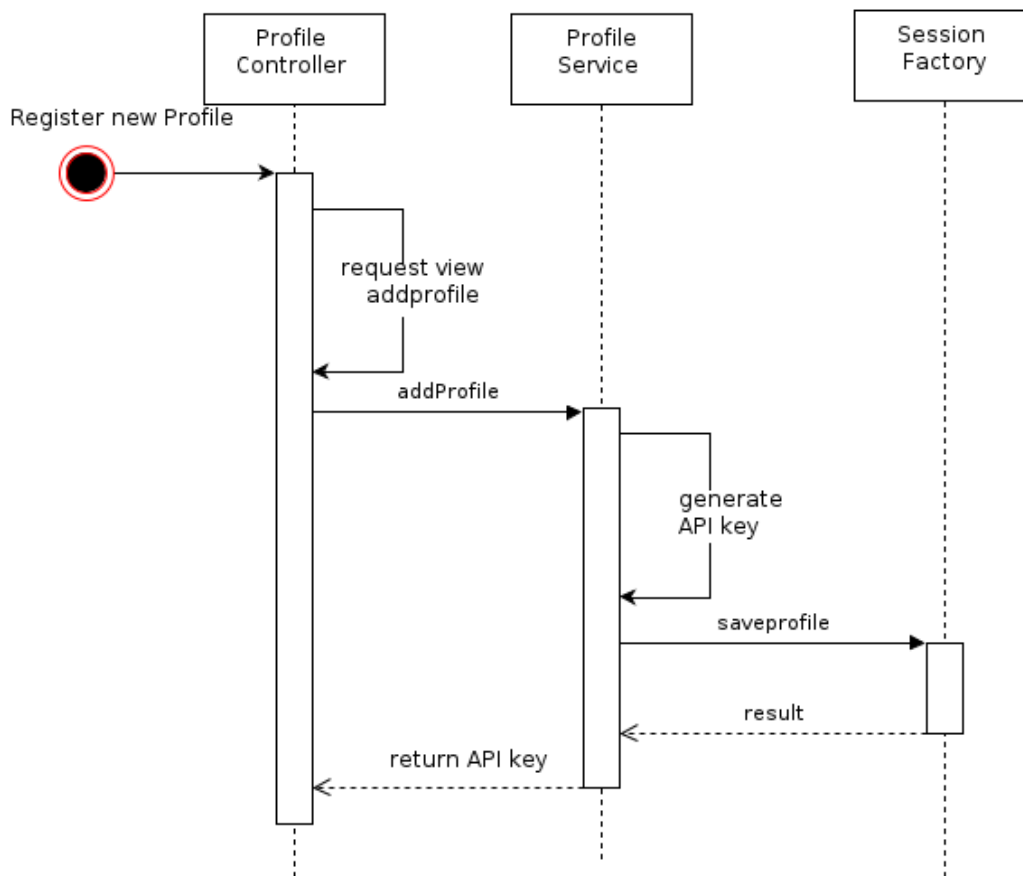 Profile
Controller
Profile
Service
Session
Factory
Register new Profile
request view
addprofile
addProfile
generate
API key
saveprofile
result
return API key